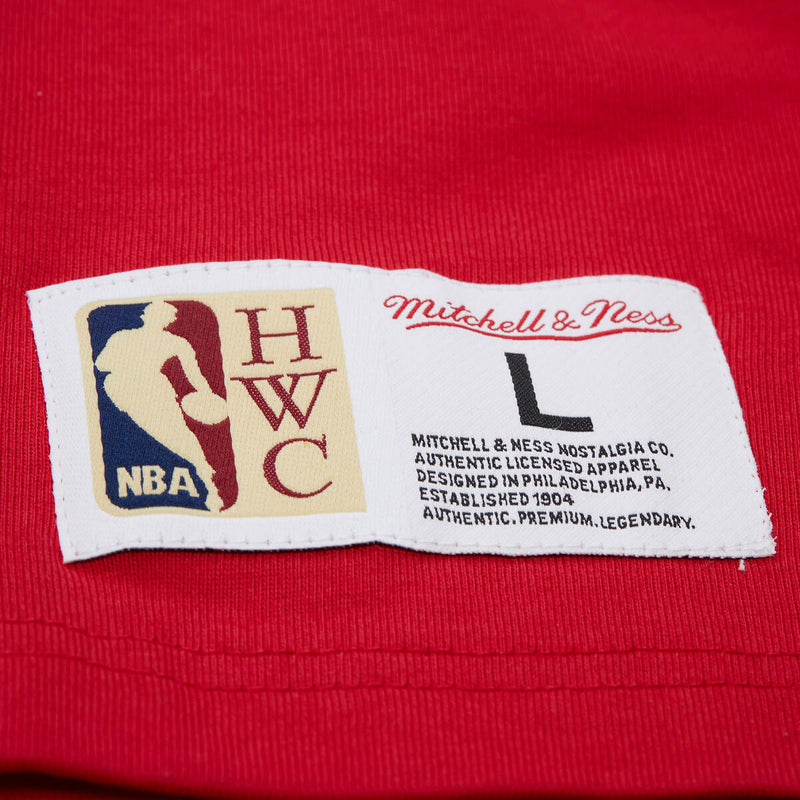 NBA
H
W
C
Mitchell & Ness
L
MITCHELL & NESS NOSTALGIA CO.
AUTHENTIC LICENSED APPAREL
DESIGNED IN PHILADELPHIA, PA.
ESTABLISHED 1904
AUTHENTIC.PREMIUM.LEGENDARY.